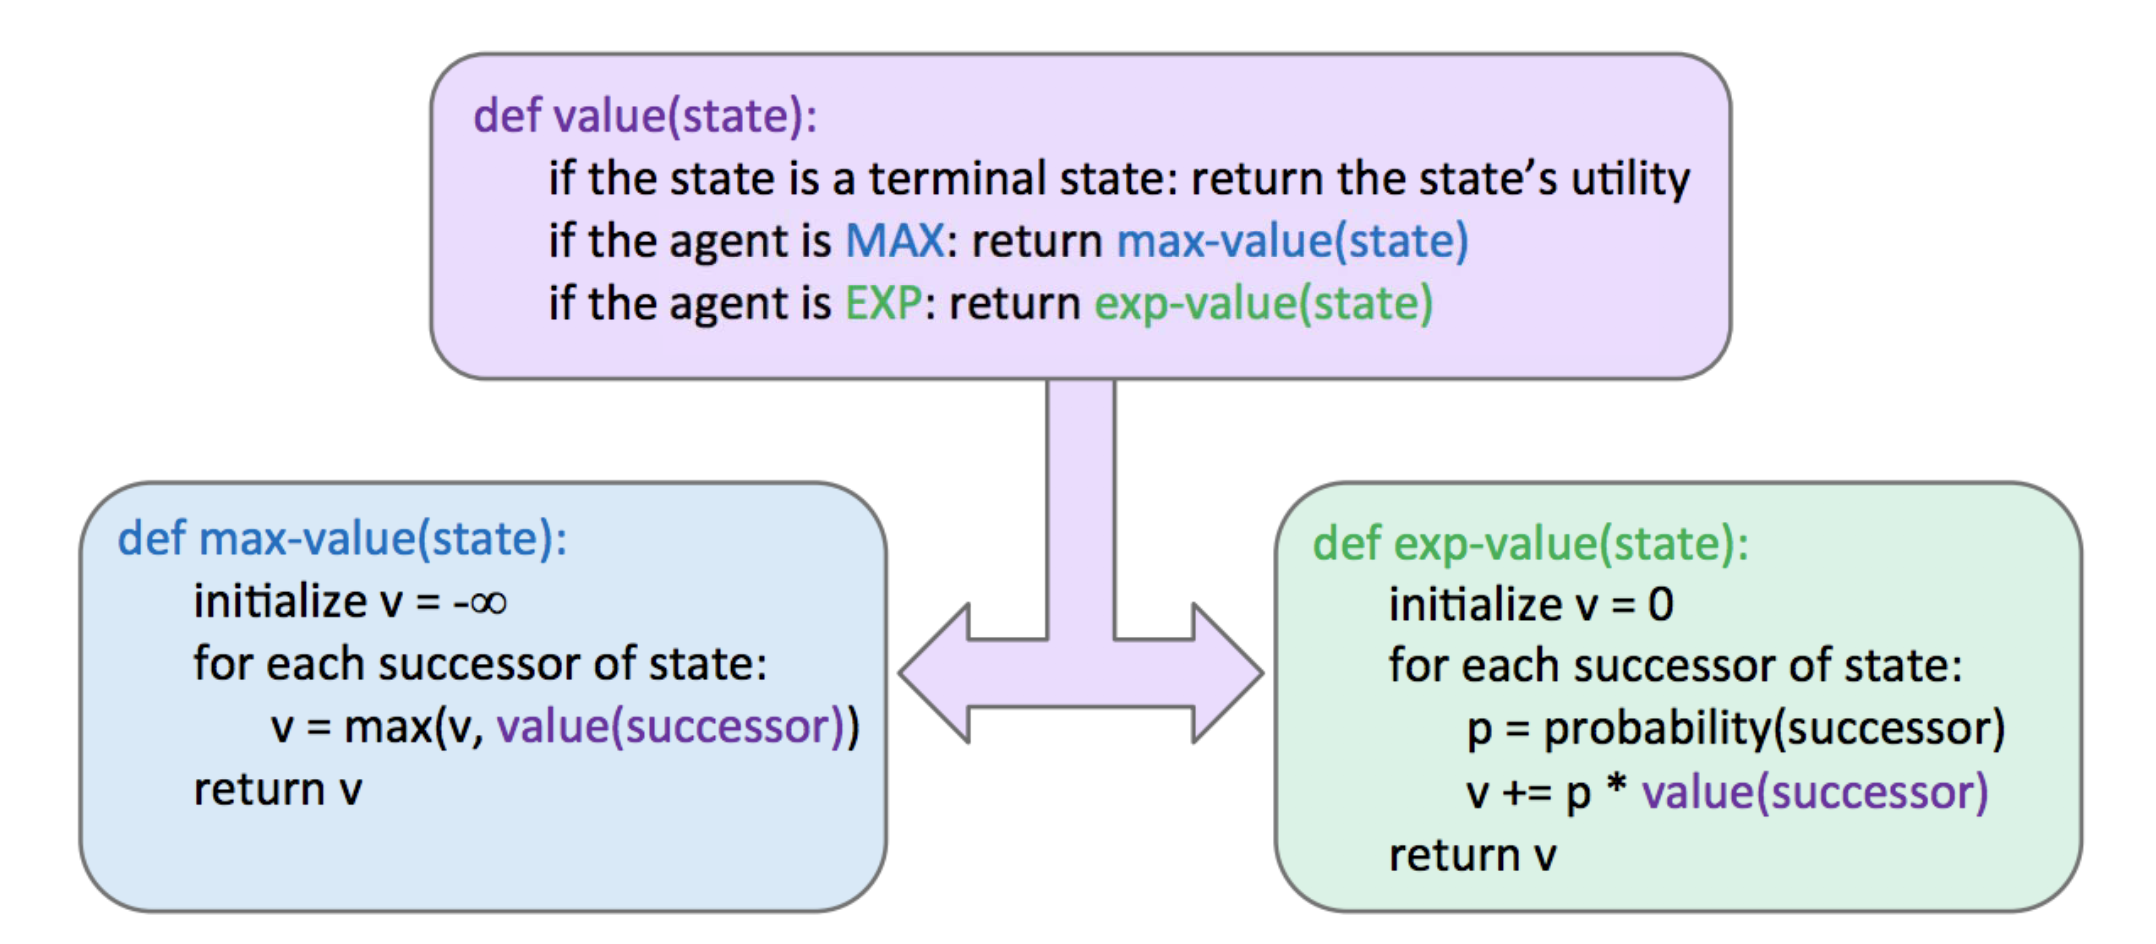 def value(state):
if the state is a terminal state: return the state’s utility
if the agent is MAX: return max-value(state)
if the agent is EXP: return exp-value(state)
def max-value(state):
initialize v = -∞
for each successor of state:
v = max(v, value(successor))
return v
def exp-value(state):
initialize v = 0
for each successor of state:
p = probability(successor)
v += p * value(successor)
return v